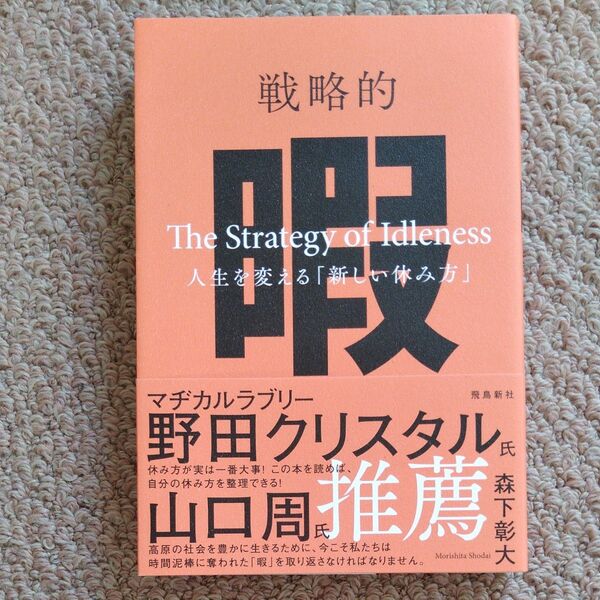 戦略的
暇
The Strategy of Idleness
人生を変える「新しい休み方」
飛鳥新社
マヂカルラブリー
野田クリスタル氏
休み方が実は一番大事！この本を読めば、
自分の休み方を整理できる！
山口周氏
推薦
高原の社会を豊かに生きるために、今こそ私たちは
時間泥棒に奪われた「暇」を取り返さなければなりません。
森下彰大
Morishita Shodai